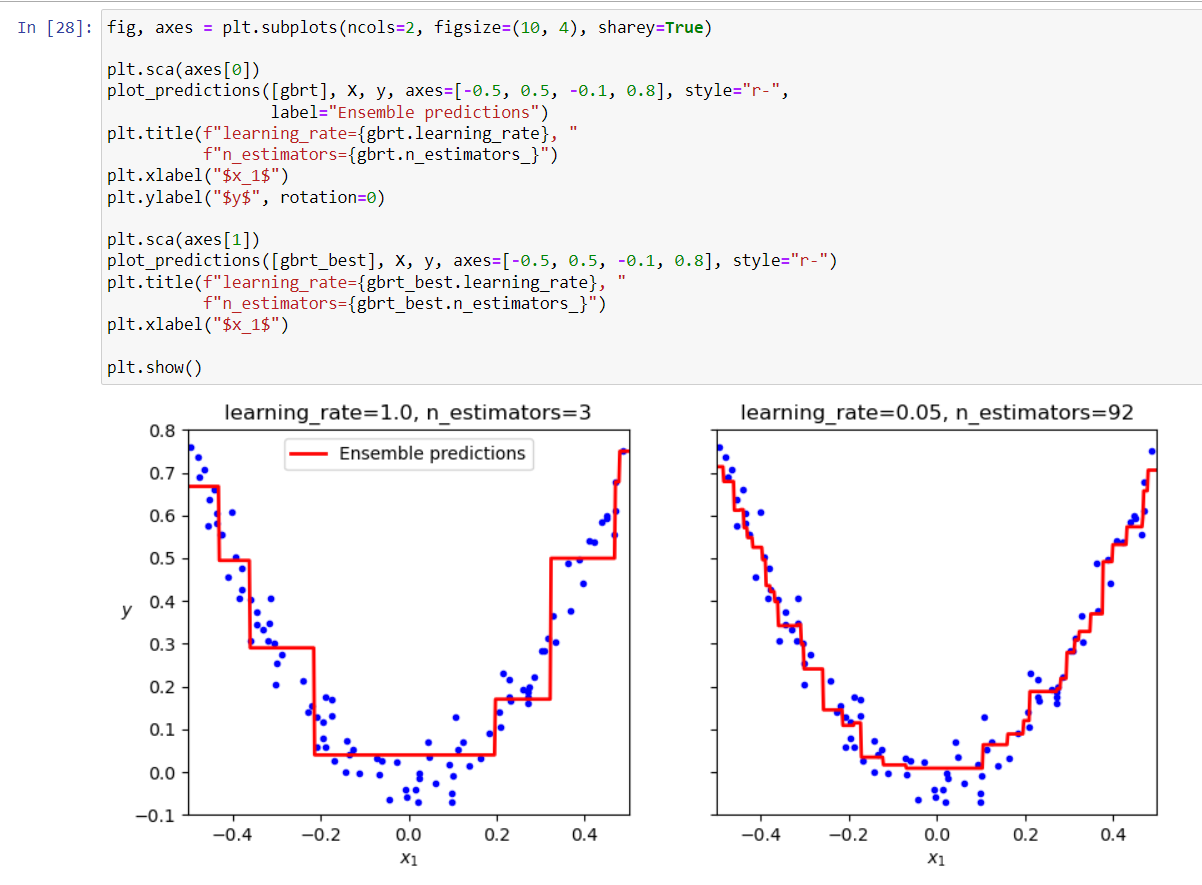 In [28]: fig, axes = plt.subplots(ncols=2, figsize=(10, 4), sharey=True)
plt.sca(axes[0])
plot_predictions([gbrt], X, y, axes=[-0.5, 0.5, -0.1, 0.8], style="r-",
label="Ensemble predictions")
plt.title(f"learning_rate={gbrt.learning_rate}, "
f"n_estimators={gbrt.n_estimators_}")
plt.xlabel("$x_1$")
plt.ylabel("$y$", rotation=0)
plt.sca(axes[1])
plot_predictions([gbrt_best], X, y, axes=[-0.5, 0.5, -0.1, 0.8], style="r-")
plt.title(f"learning_rate={gbrt_best.learning_rate}, "
f"n_estimators={gbrt_best.n_estimators_}")
plt.xlabel("$x_1$")
plt.show()
learning_rate=1.0, n_estimators=3
Ensemble predictions
0.8
0.7
0.6
0.5
0.4
0.3
0.2
0.1
0.0
−0.1
y
−0.4 −0.2 0.0 0.2 0.4
x₁
learning_rate=0.05, n_estimators=92
−0.4 −0.2 0.0 0.2 0.4
x₁